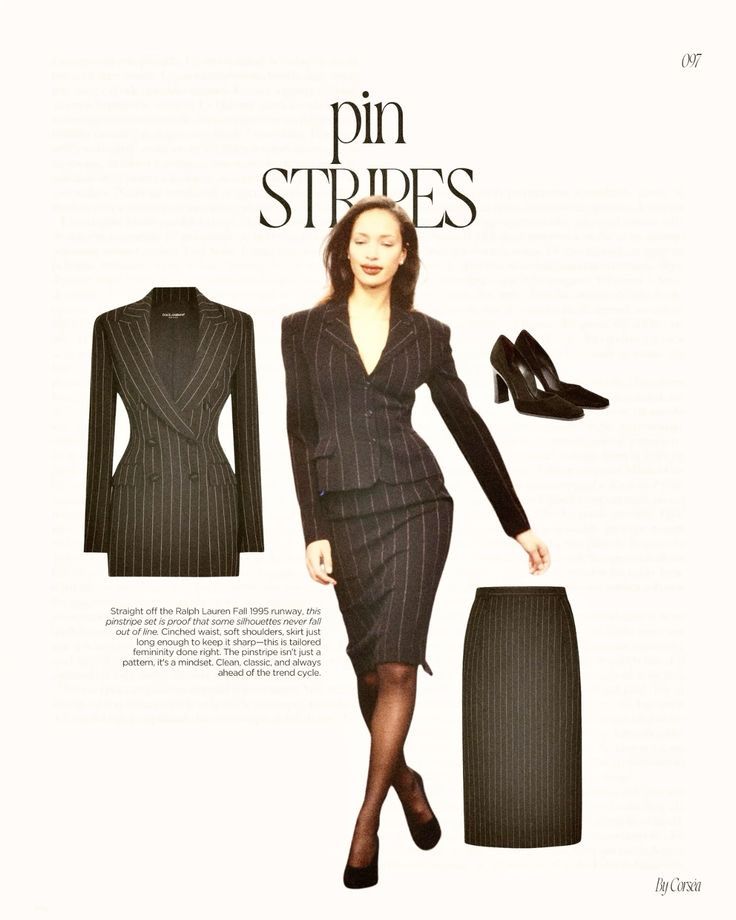 097
pin
STRIPES
DOLCE & GABBANA
Straight off the Ralph Lauren Fall 1995 runway, this
pinstripe set is proof that some silhouettes never fall
out of line. Cinched waist, soft shoulders, skirt just
long enough to keep it sharp—this is tailored
femininity done right. The pinstripe isn't just a
pattern, it's a mindset. Clean, classic, and always
ahead of the trend cycle.
By Corséa